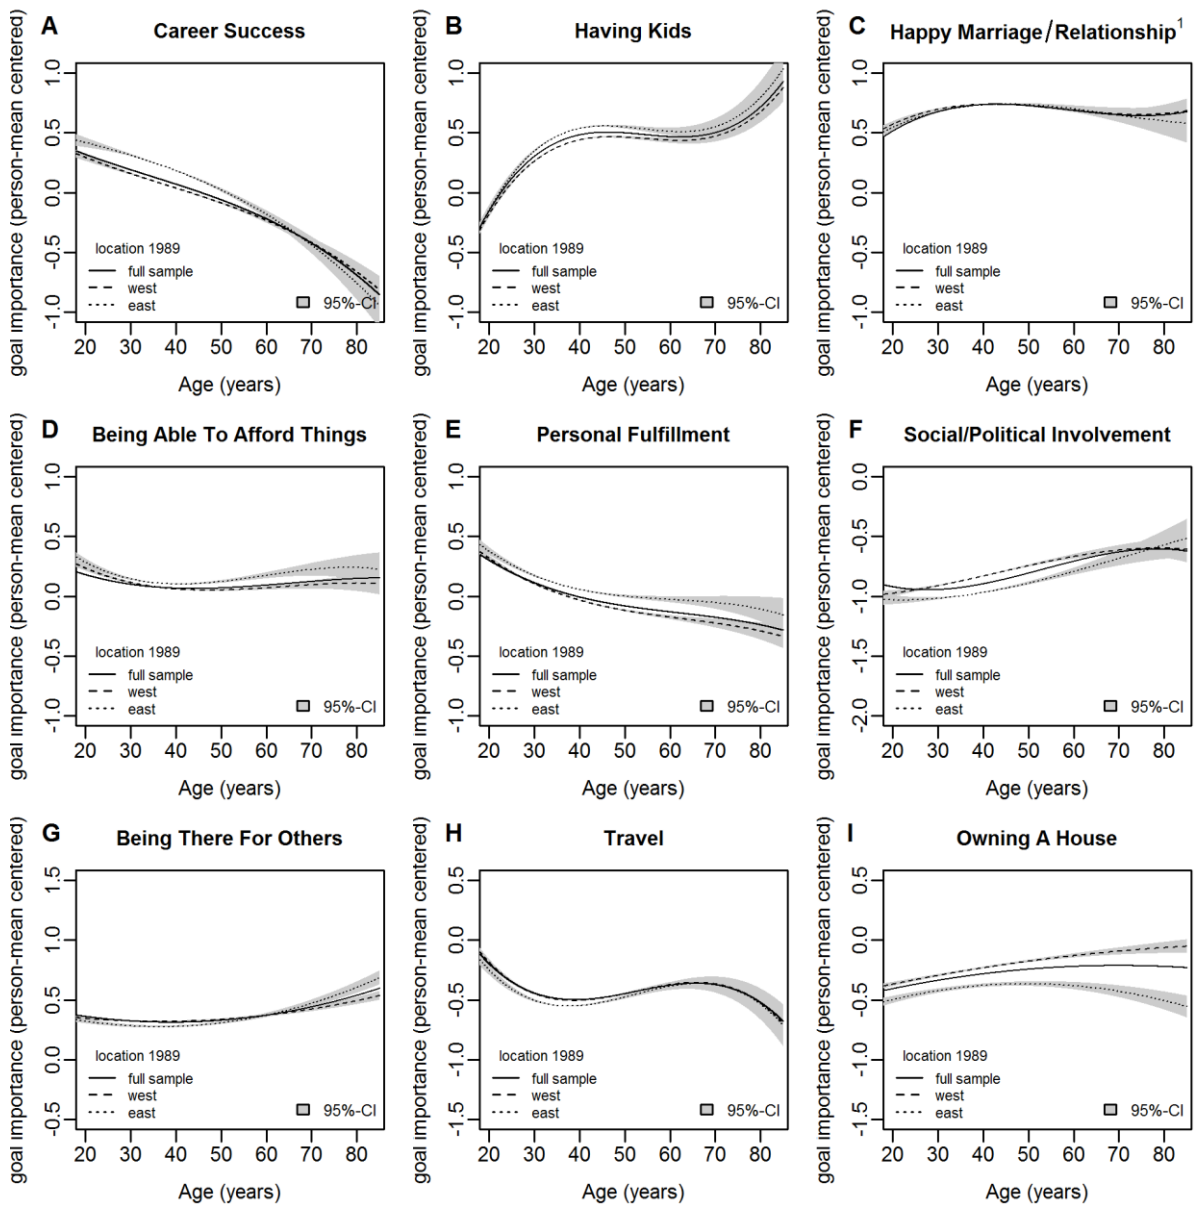 A Career Success
goal importance (person-mean centered)
1.0
0.5
0.0
-0.5
-1.0
location 1989
full sample
west
east
95%-CI
20 30 40 50 60 70 80
Age (years)
B Having Kids
goal importance (person-mean centered)
1.0
0.5
0.0
-0.5
-1.0
location 1989
full sample
west
east
95%-CI
20 30 40 50 60 70 80
Age (years)
C Happy Marriage/Relationship¹
goal importance (person-mean centered)
1.0
0.5
0.0
-0.5
-1.0
location 1989
full sample
west
east
95%-CI
20 30 40 50 60 70 80
Age (years)
D Being Able To Afford Things
goal importance (person-mean centered)
1.0
0.5
0.0
-0.5
-1.0
location 1989
full sample
west
east
95%-CI
20 30 40 50 60 70 80
Age (years)
E Personal Fulfillment
goal importance (person-mean centered)
1.0
0.5
0.0
-0.5
-1.0
location 1989
full sample
west
east
95%-CI
20 30 40 50 60 70 80
Age (years)
F Social/Political Involvement
goal importance (person-mean centered)
0.0
-0.5
-1.0
-1.5
-2.0
location 1989
full sample
west
east
95%-CI
20 30 40 50 60 70 80
Age (years)
G Being There For Others
goal importance (person-mean centered)
1.5
1.0
0.5
0.0
-0.5
location 1989
full sample
west
east
95%-CI
20 30 40 50 60 70 80
Age (years)
H Travel
goal importance (person-mean centered)
0.5
0.0
-0.5
-1.0
-1.5
location 1989
full sample
west
east
95%-CI
20 30 40 50 60 70 80
Age (years)
I Owning A House
goal importance (person-mean centered)
0.5
0.0
-0.5
-1.0
-1.5
location 1989
full sample
west
east
95%-CI
20 30 40 50 60 70 80
Age (years)